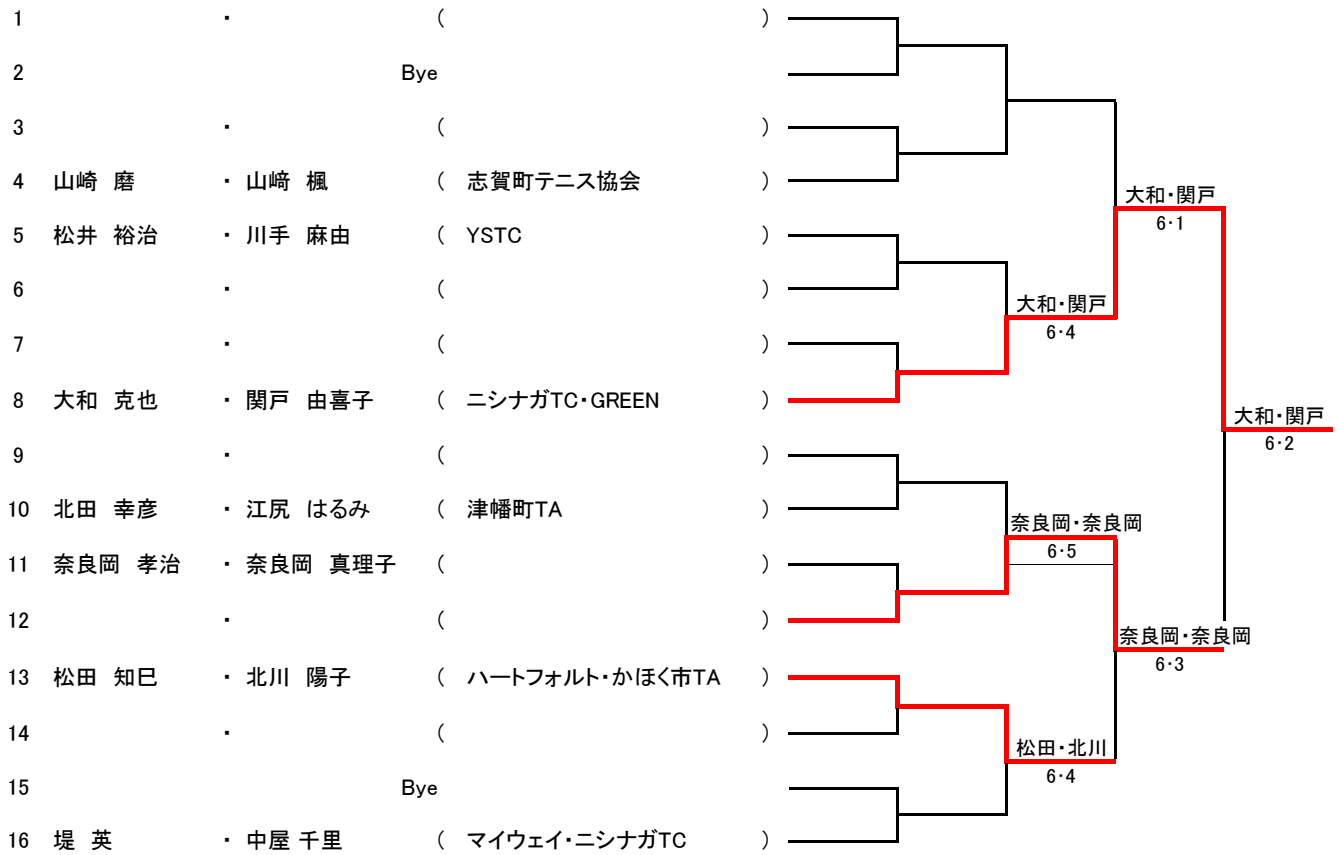 1 ・ ( )
2 Bye
3 ・ ( )
4 山崎 磨 ・ 山﨑 楓 ( 志賀町テニス協会 )
大和・関戸
6・1
5 松井 裕治 ・ 川手 麻由 ( YSTC )
6 ・ ( )
大和・関戸
6・4
7 ・ ( )
8 大和 克也 ・ 関戸 由喜子 ( ニシナガTC・GREEN )
大和・関戸
6・2
9 ・ ( )
10 北田 幸彦 ・ 江尻 はるみ ( 津幡町TA )
奈良岡・奈良岡
6・5
11 奈良岡 孝治 ・ 奈良岡 真理子 ( )
12 ・ ( )
奈良岡・奈良岡
6・3
13 松田 知巳 ・ 北川 陽子 ( ハートフォルト・かほく市TA )
14 ・ ( )
松田・北川
6・4
15 Bye
16 堤 英 ・ 中屋 千里 ( マイウェイ・ニシナガTC )